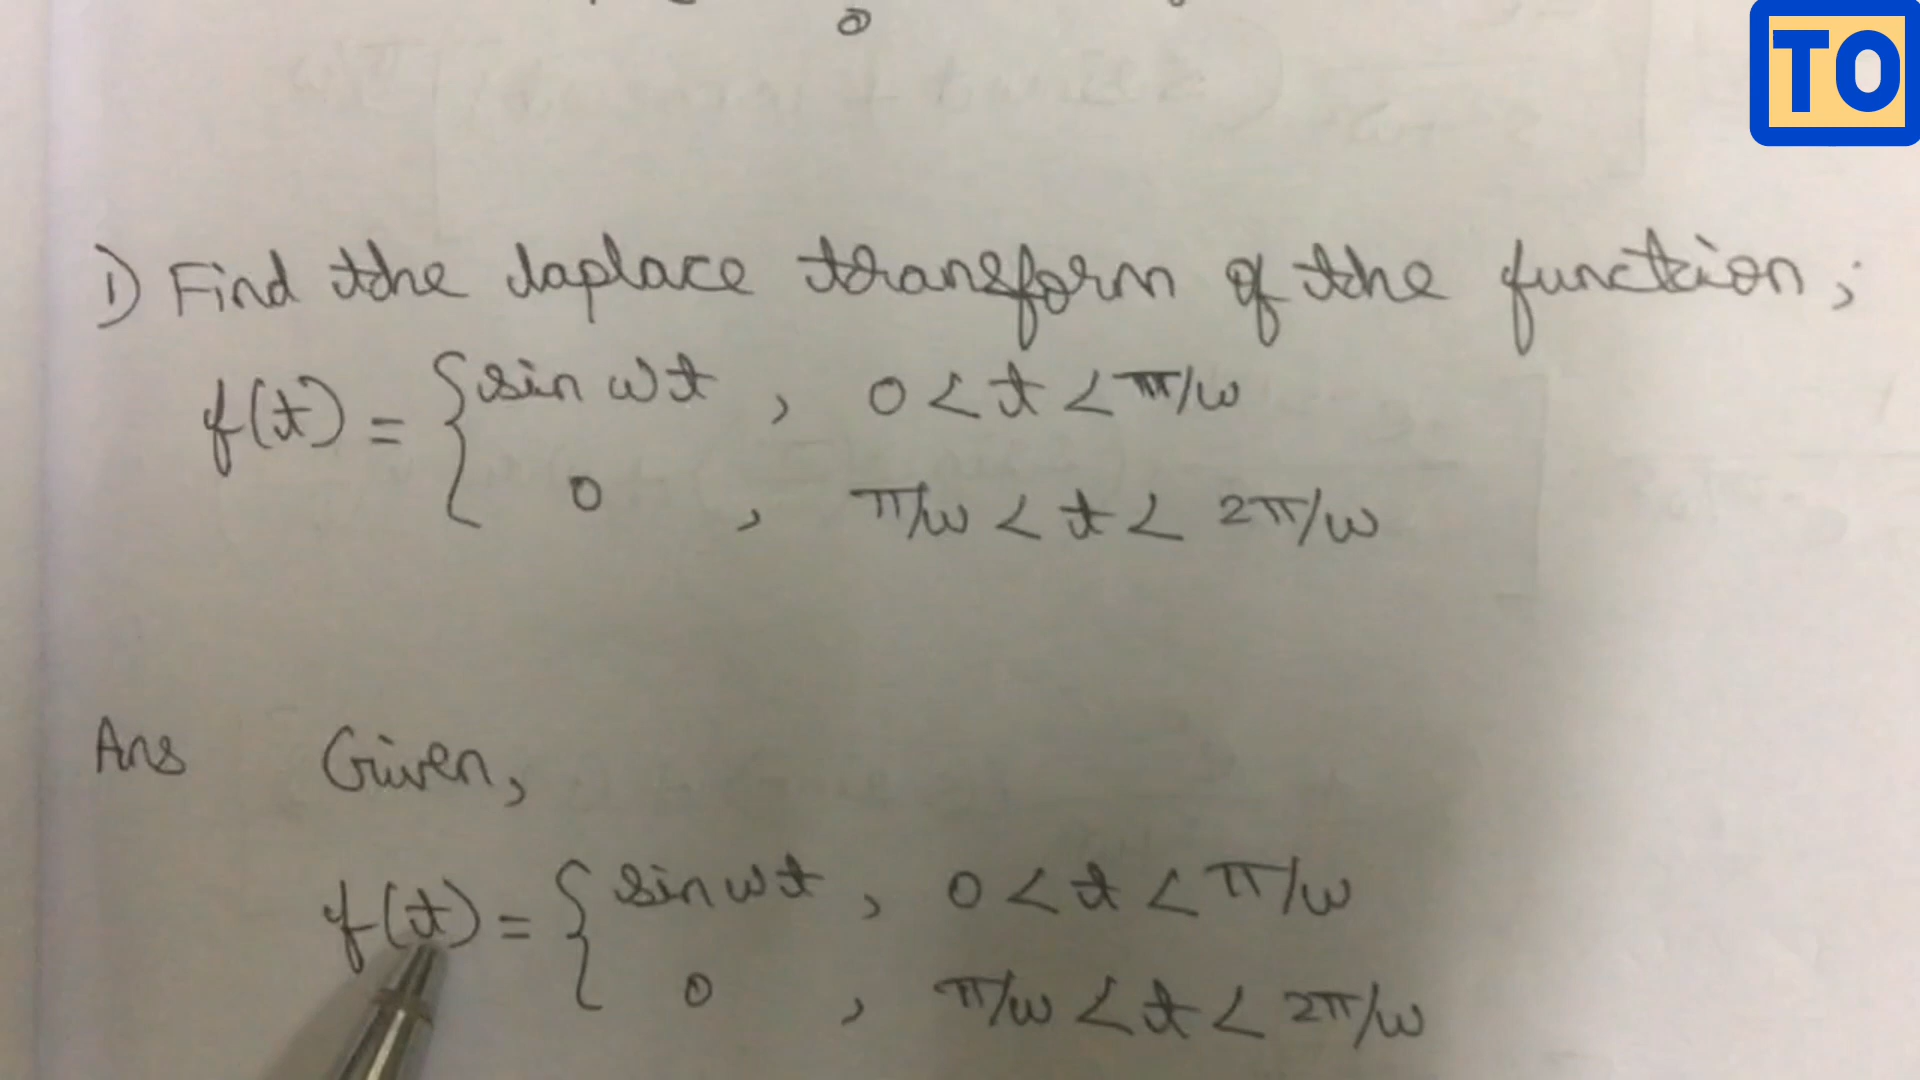 TO
1) Find the laplace transform of the function;
f(t) = { sin ωt , 0 < t < π/ω
0 , π/ω < t < 2π/ω
Ans Given,
f(t) = { sin ωt , 0 < t < π/ω
0 , π/ω < t < 2π/ω